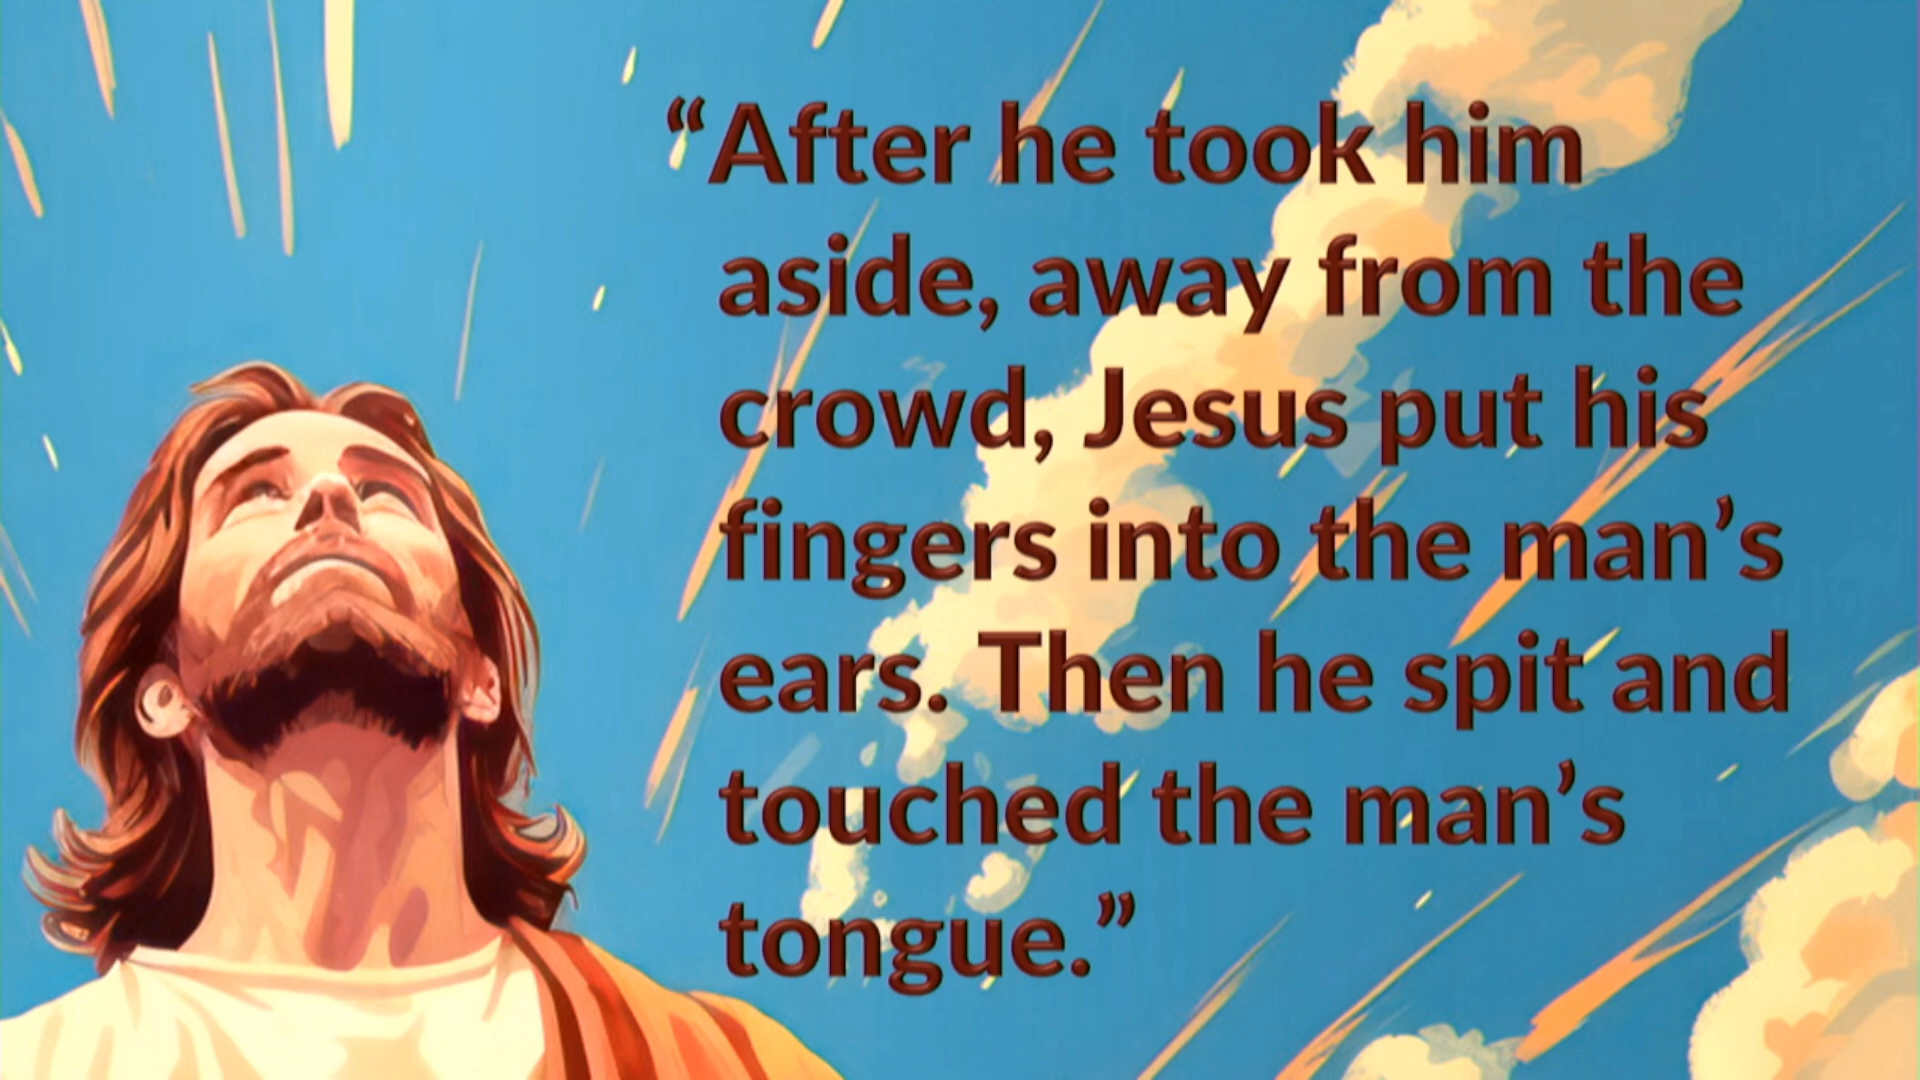 “After he took him
aside, away from the
crowd, Jesus put his
fingers into the man’s
ears. Then he spit and
touched the man’s
tongue.”